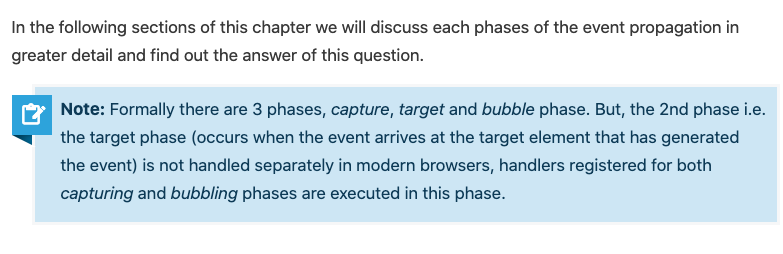 In the following sections of this chapter we will discuss each phases of the event propagation in
greater detail and find out the answer of this question.
Note: Formally there are 3 phases, capture, target and bubble phase. But, the 2nd phase i.e.
the target phase (occurs when the event arrives at the target element that has generated
the event) is not handled separately in modern browsers, handlers registered for both
capturing and bubbling phases are executed in this phase.